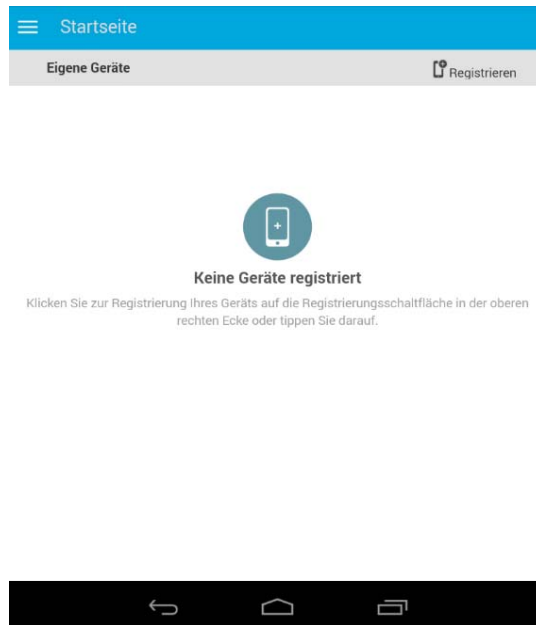 Startseite
Eigene Geräte
Registrieren
Keine Geräte registriert
Klicken Sie zur Registrierung Ihres Geräts auf die Registrierungsschaltfläche in der oberen
rechten Ecke oder tippen Sie darauf.